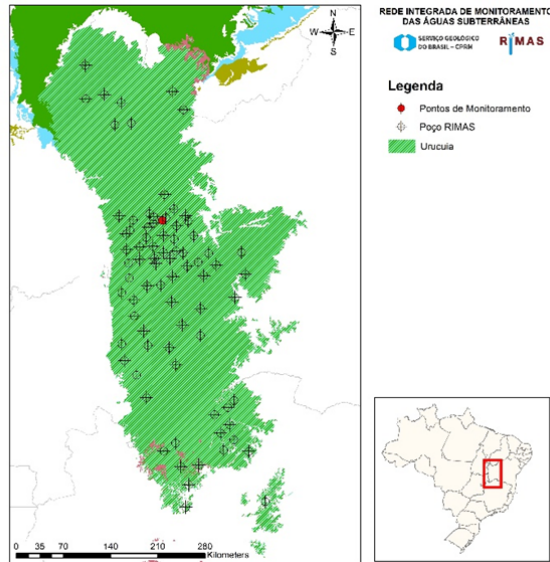 REDE INTEGRADA DE MONITORAMENTO
DAS ÁGUAS SUBTERRÂNEAS
SERVIÇO GEOLÓGICO
DO BRASIL – CPRM
RIMAS
N
W E
S
Legenda
Pontos de Monitoramento
Poço RIMAS
Urucuia
0 35 70 140 210 280
Kilometers